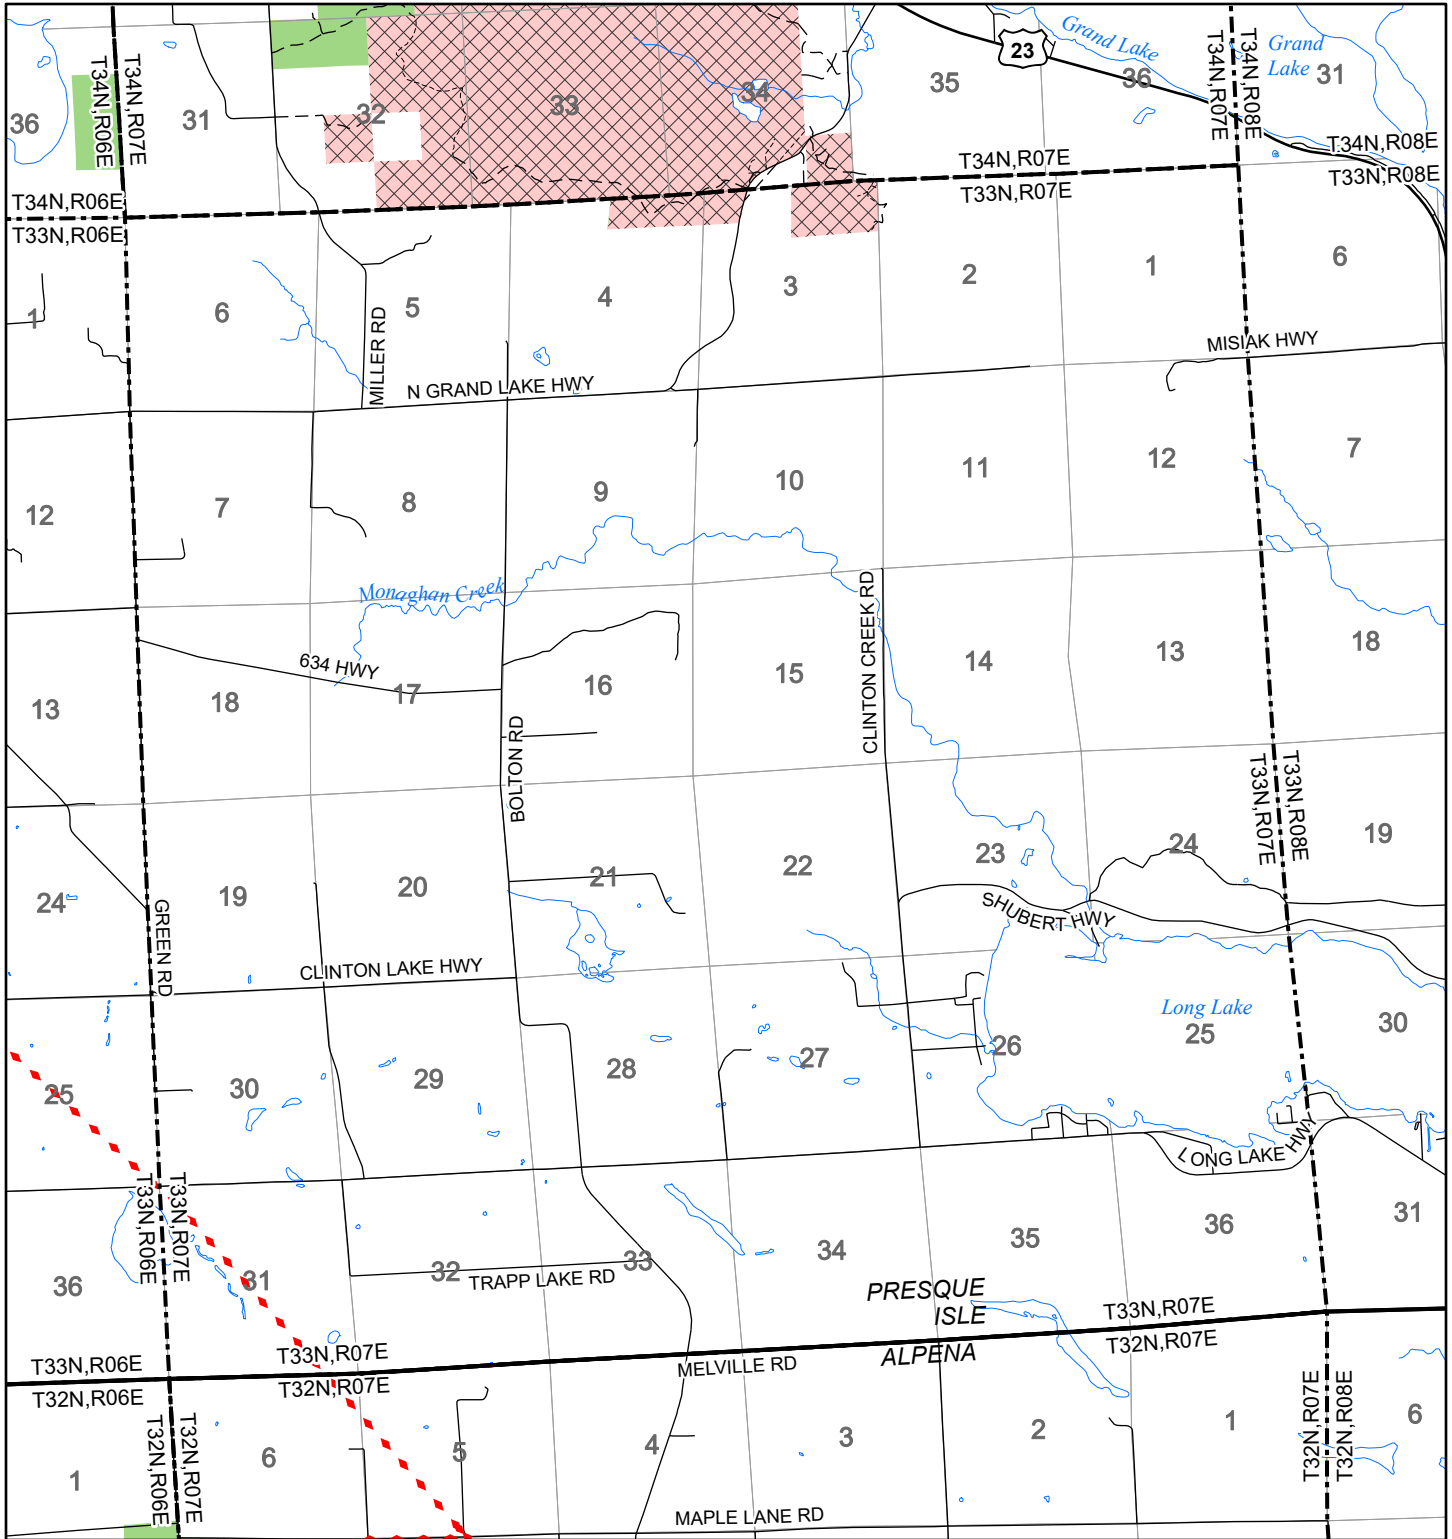 Grand Lake
23
Grand
Lake
36
31
32
33
34
35
36
31
T34N,R06E
T34N,R07E
T34N,R07E
T34N,R08E
T34N,R06E
T33N,R06E
T34N,R07E
T33N,R07E
T34N,R08E
T33N,R08E
1
6
5
4
3
2
1
6
MILLER RD
N GRAND LAKE HWY
MISIAK HWY
12
7
8
9
10
11
12
7
Monaghan Creek
CLINTON CREEK RD
634 HWY
13
18
17
16
15
14
13
18
BOLTON RD
T33N,R07E
T33N,R08E
24
19
20
21
22
23
24
19
GREEN RD
SHUBERT HWY
CLINTON LAKE HWY
Long Lake
25
30
29
28
27
26
25
30
LONG LAKE HWY
T33N,R06E
T33N,R07E
36
31
32
33
34
35
36
31
TRAPP LAKE RD
PRESQUE
ISLE
ALPENA
T33N,R06E
T32N,R06E
T33N,R07E
T32N,R07E
MELVILLE RD
T33N,R07E
T32N,R07E
T32N,R06E
T32N,R07E
T32N,R07E
T32N,R08E
1
6
5
4
3
2
1
6
MAPLE LANE RD